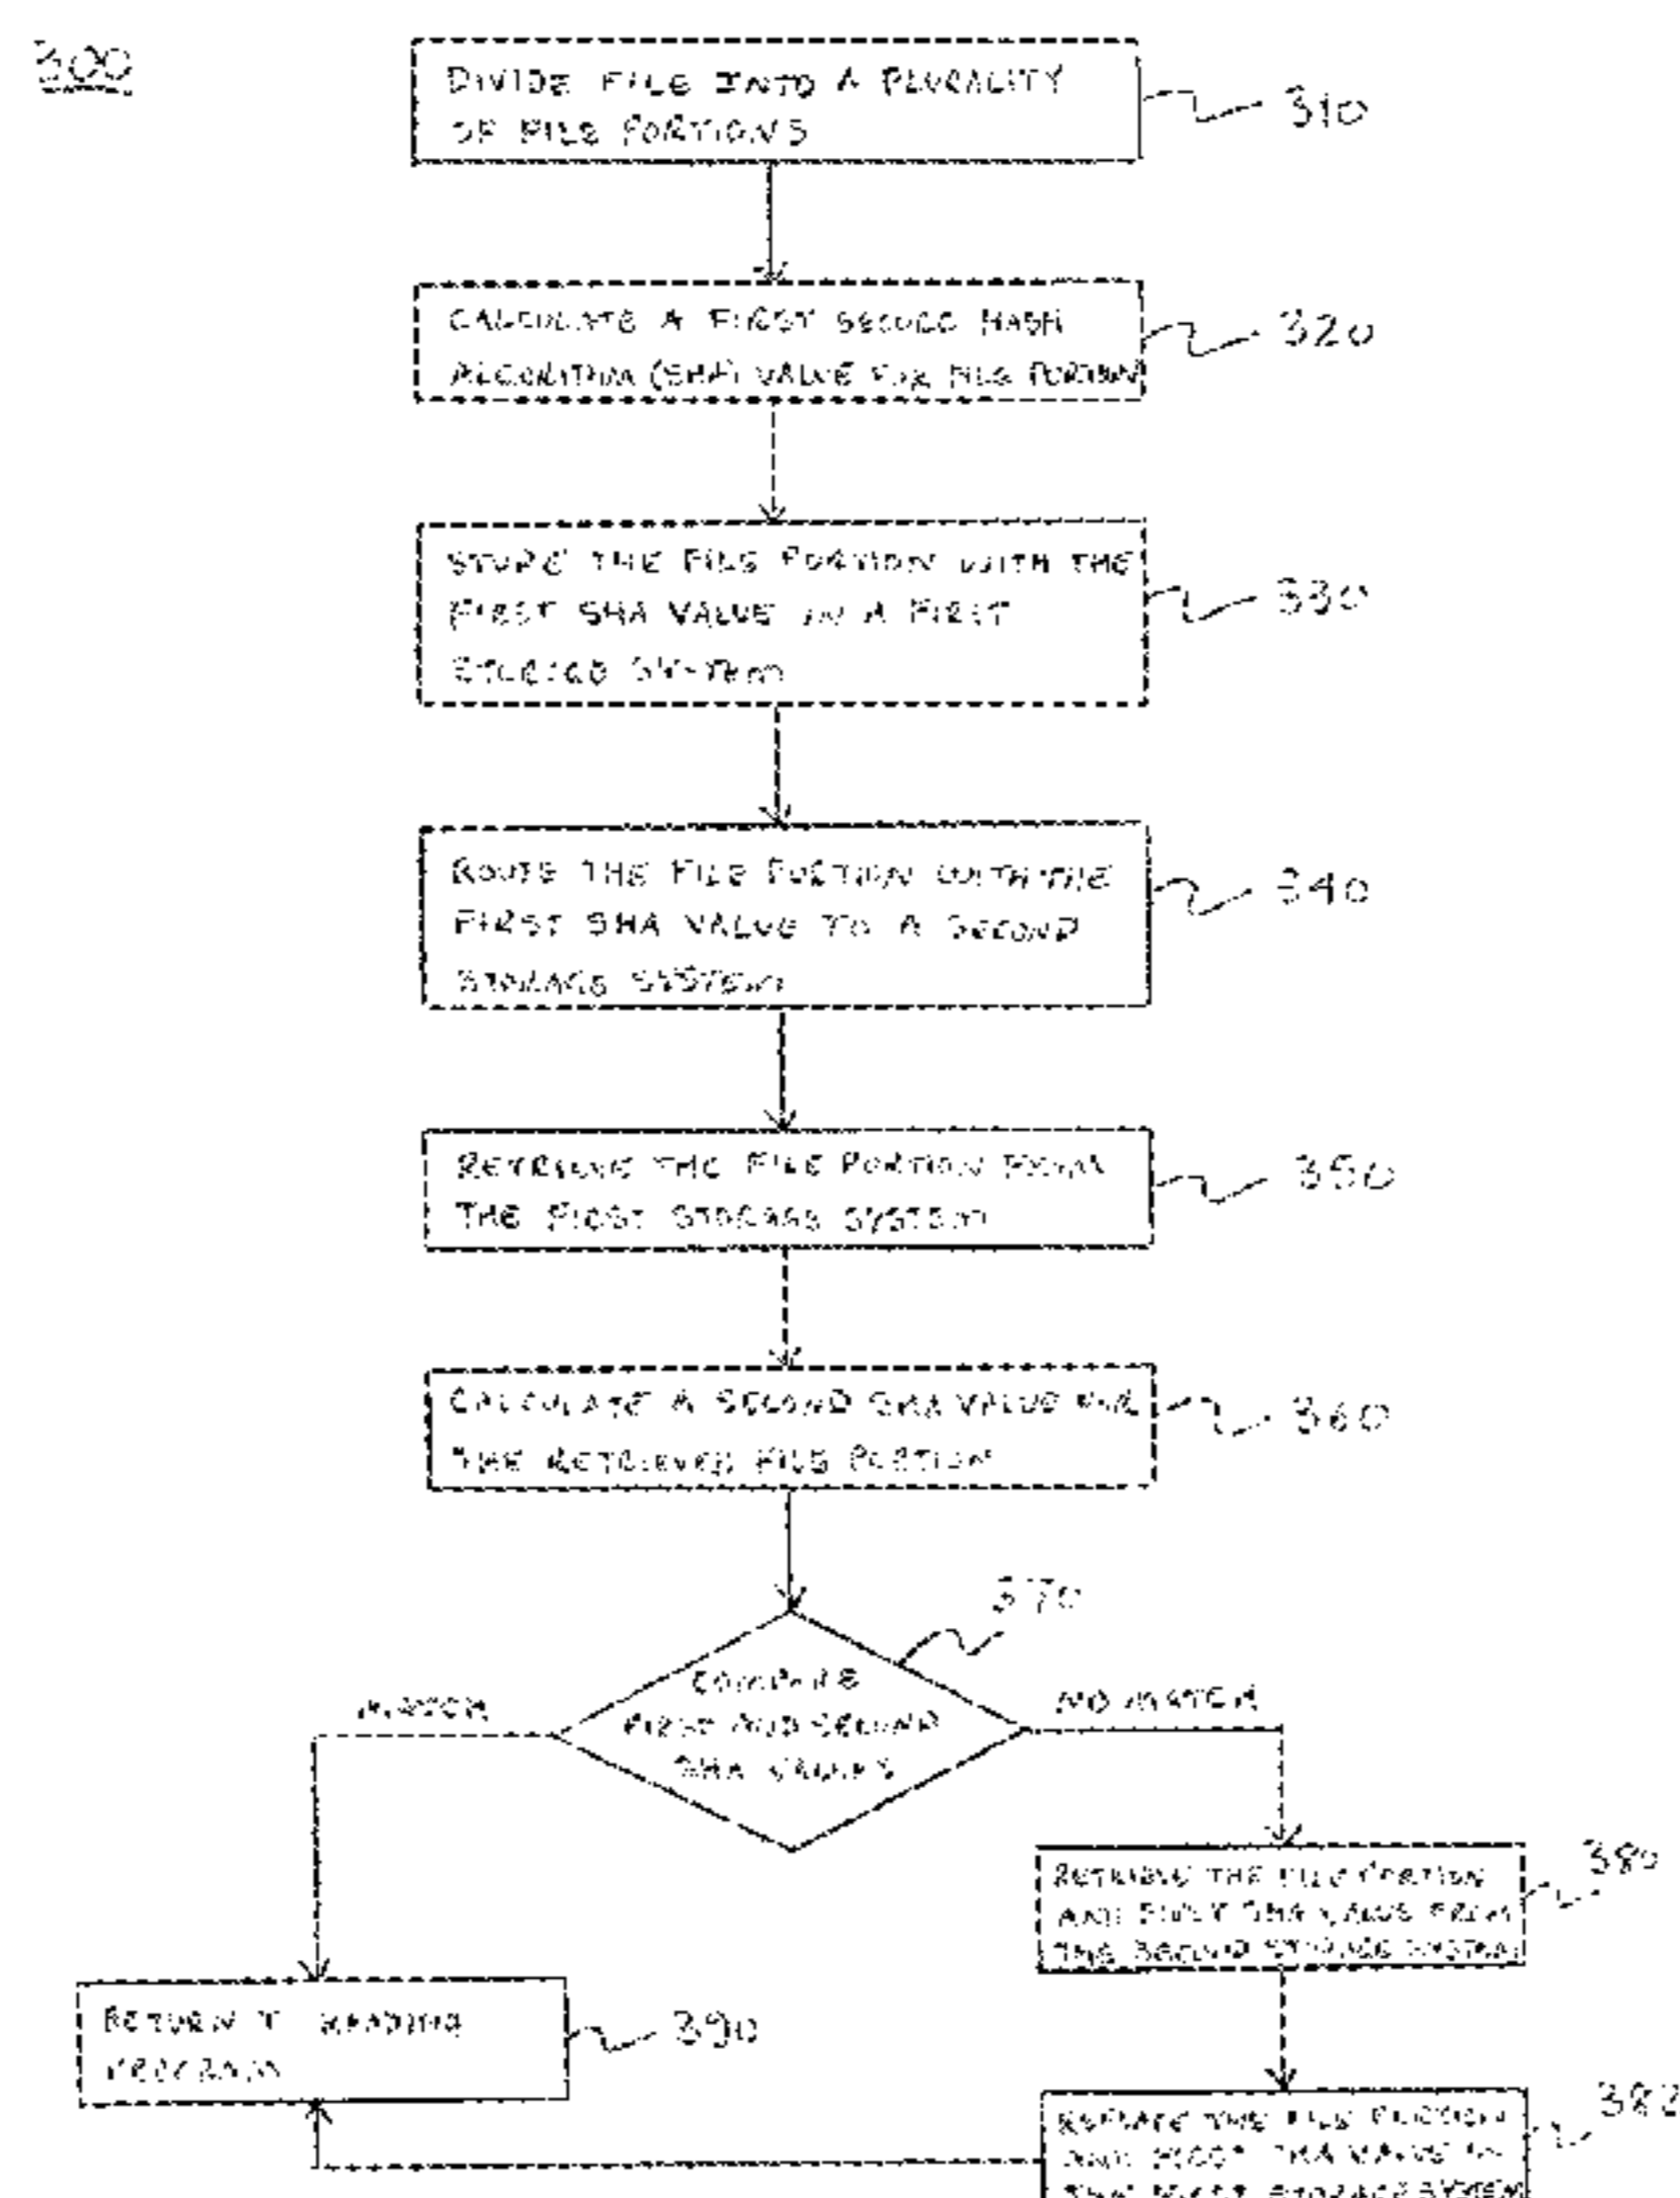 300
DIVIDE FILE INTO A PLURALITY
OF FILE PORTIONS
310
CALCULATE A FIRST SECURE HASH
ALGORITHM (SHA) VALUE FOR FILE PORTION
320
STORE THE FILE PORTION WITH THE
FIRST SHA VALUE IN A FIRST
STORAGE SYSTEM
330
ROUTE THE FILE PORTION WITH THE
FIRST SHA VALUE TO A SECOND
STORAGE SYSTEM
340
RETRIEVE THE FILE PORTION FROM
THE FIRST STORAGE SYSTEM
350
CALCULATE A SECOND SHA VALUE FOR
THE RETRIEVED FILE PORTION
360
370
COMPARE
FIRST AND SECOND
SHA VALUES
MATCH
NO MATCH
RETRIEVE THE FILE PORTION
AND FIRST SHA VALUE FROM
THE SECOND STORAGE SYSTEM
380
RETURN T READING
PROGRAM
390
REPLACE THE FILE PORTION
AND FIRST SHA VALUE IN
THE FIRST STORAGE SYSTEM
382